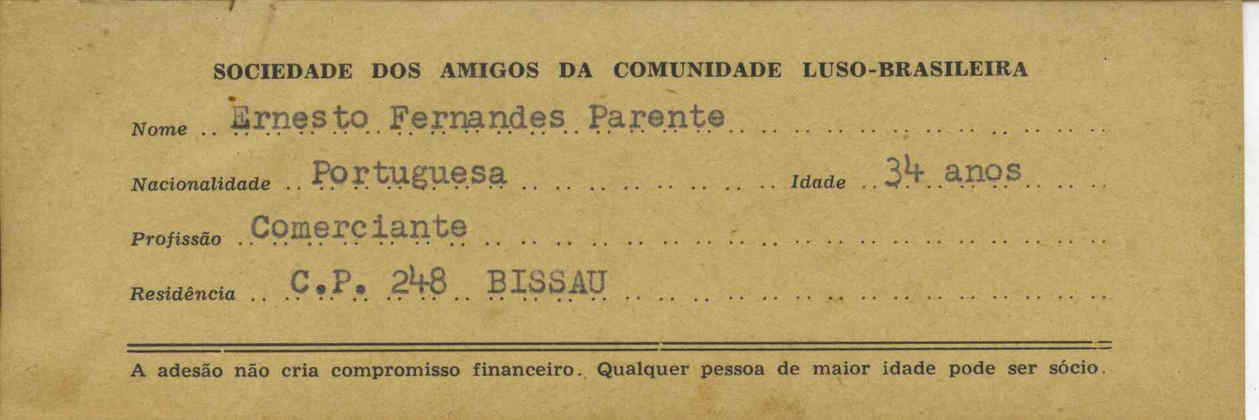 SOCIEDADE DOS AMIGOS DA COMUNIDADE LUSO-BRASILEIRA
Nome .. Ernesto Fernandes Parente
Nacionalidade .. Portuguesa Idade .. 34 anos
Profissão .. Comerciante
Residência .. C.P. 248 BISSAU
A adesão não cria compromisso financeiro. Qualquer pessoa de maior idade pode ser sócio.